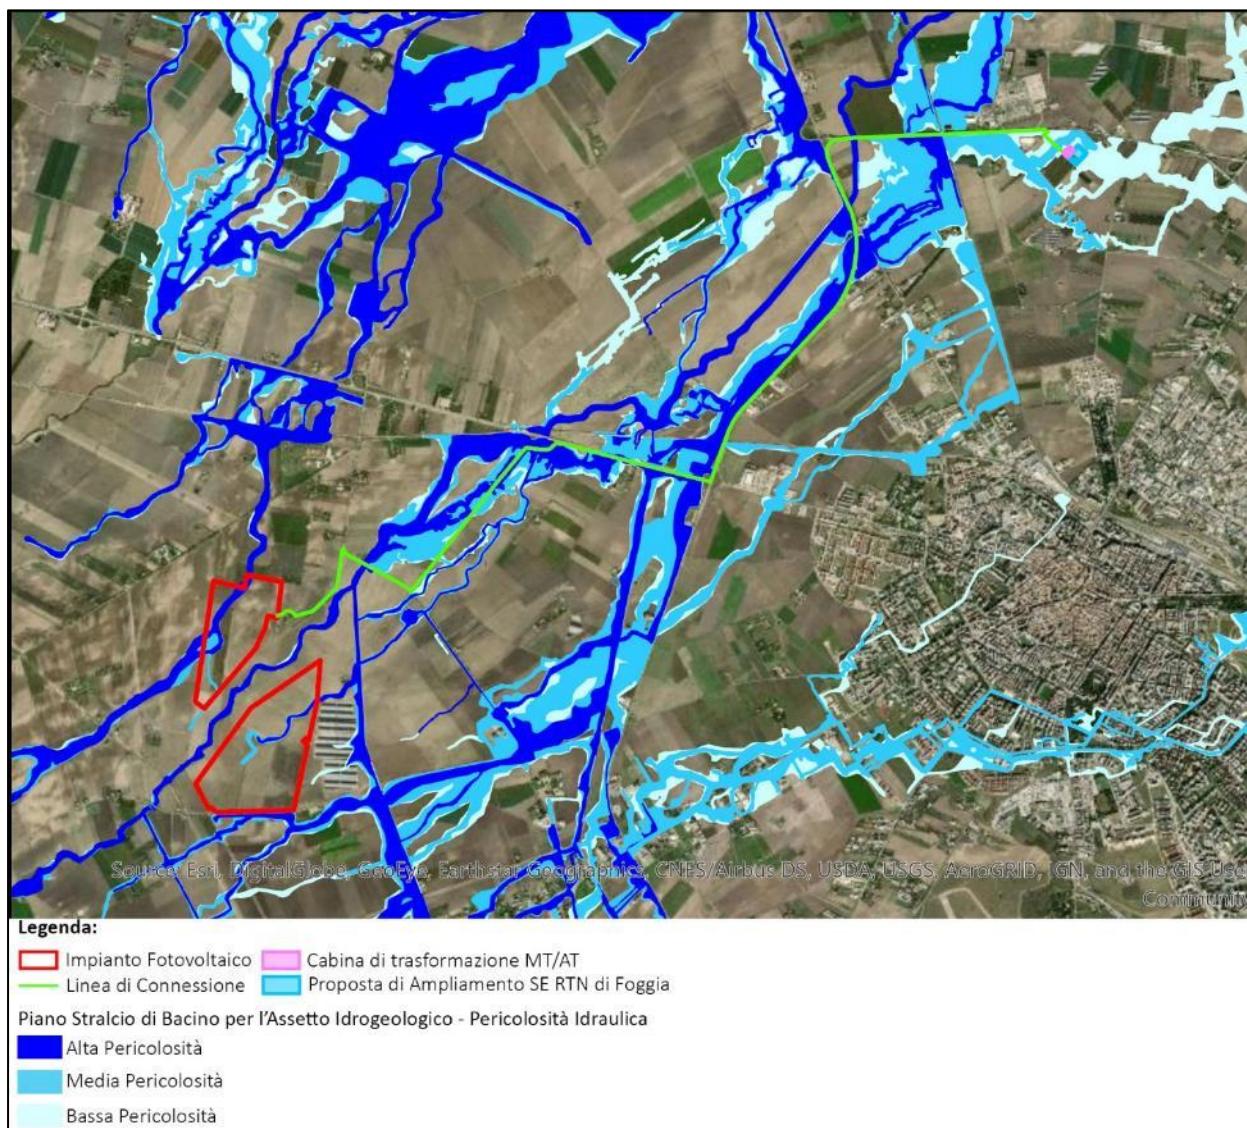 Source: Esri, DigitalGlobe, GeoEye, Earthstar Geographics, CNES/Airbus DS, USDA, USGS, AeroGRID, IGN, and the GIS User
Community
Legenda:
Impianto Fotovoltaico
Cabina di trasformazione MT/AT
Linea di Connessione
Proposta di Ampliamento SE RTN di Foggia
Piano Stralcio di Bacino per l'Assetto Idrogeologico - Pericolosità Idraulica
Alta Pericolosità
Media Pericolosità
Bassa Pericolosità